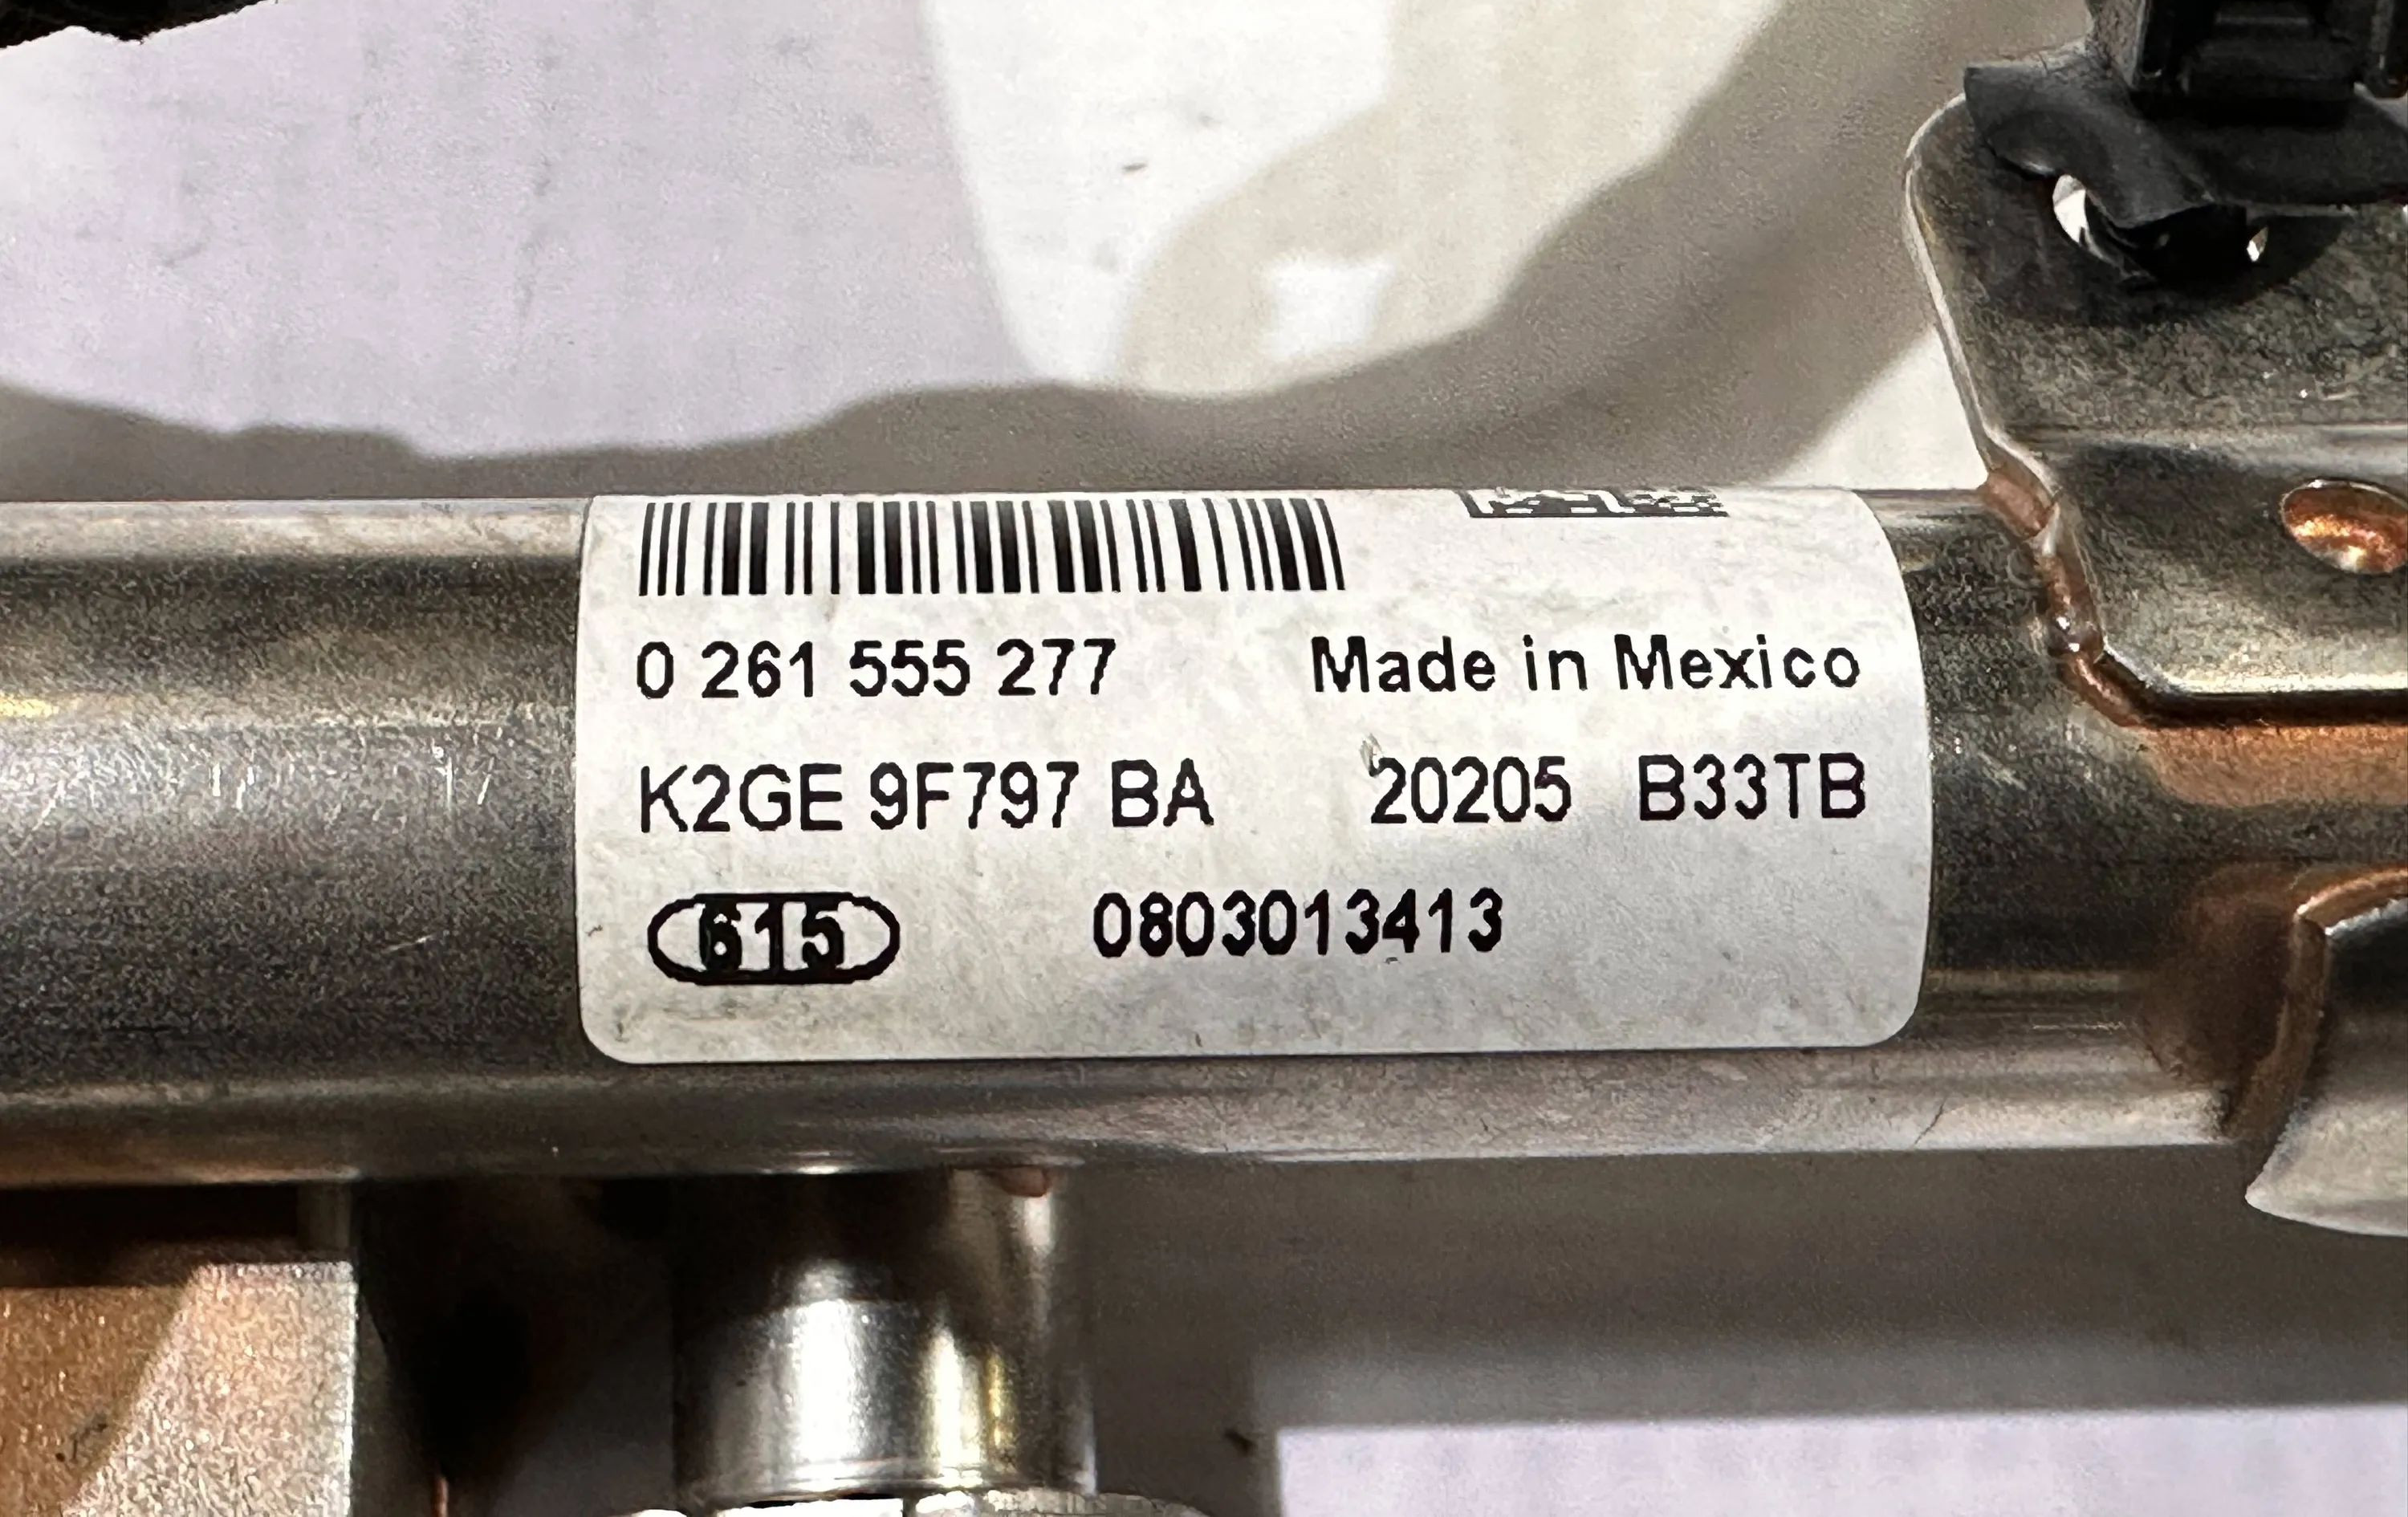 0 261 555 277 Made in Mexico
K2GE 9F797 BA 20205 B33TB
615 0803013413